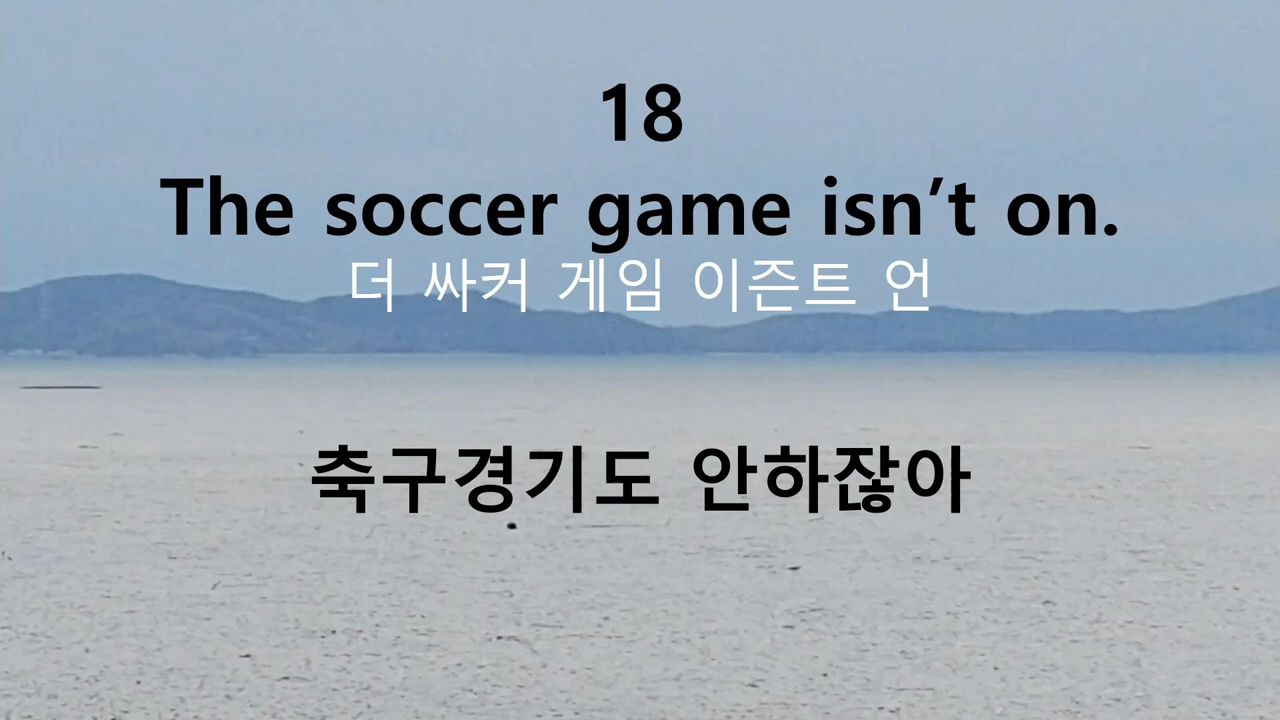 18
The soccer game isn’t on.
더 싸커 게임 이즌트 언
축구경기도 안하잖아